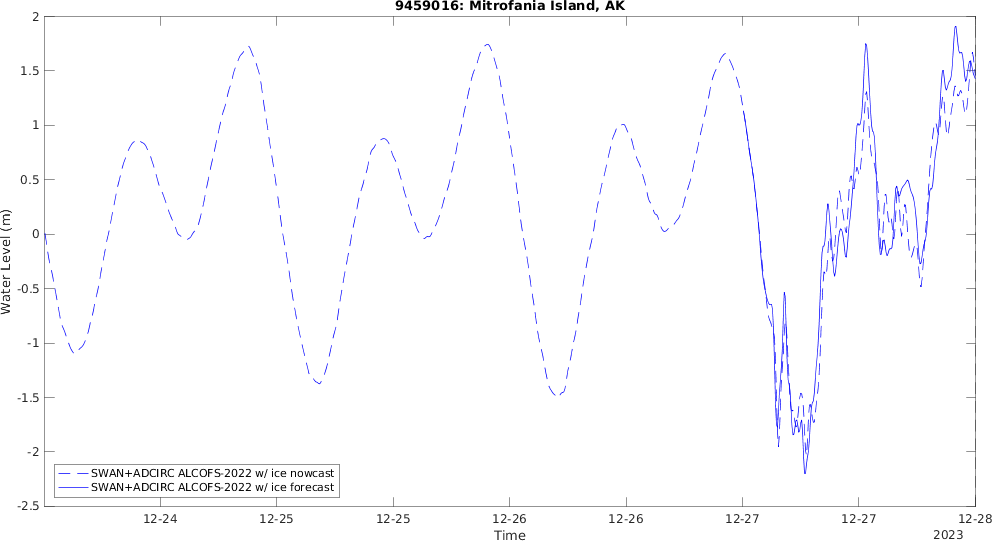 9459016: Mitrofania Island, AK
2
1.5
1
0.5
0
-0.5
-1
-1.5
-2
-2.5
Water Level (m)
SWAN+ADCIRC ALCOFS-2022 w/ ice nowcast
SWAN+ADCIRC ALCOFS-2022 w/ ice forecast
12-24 12-25 12-25 12-26 12-26 12-27 12-27 12-28
Time
2023